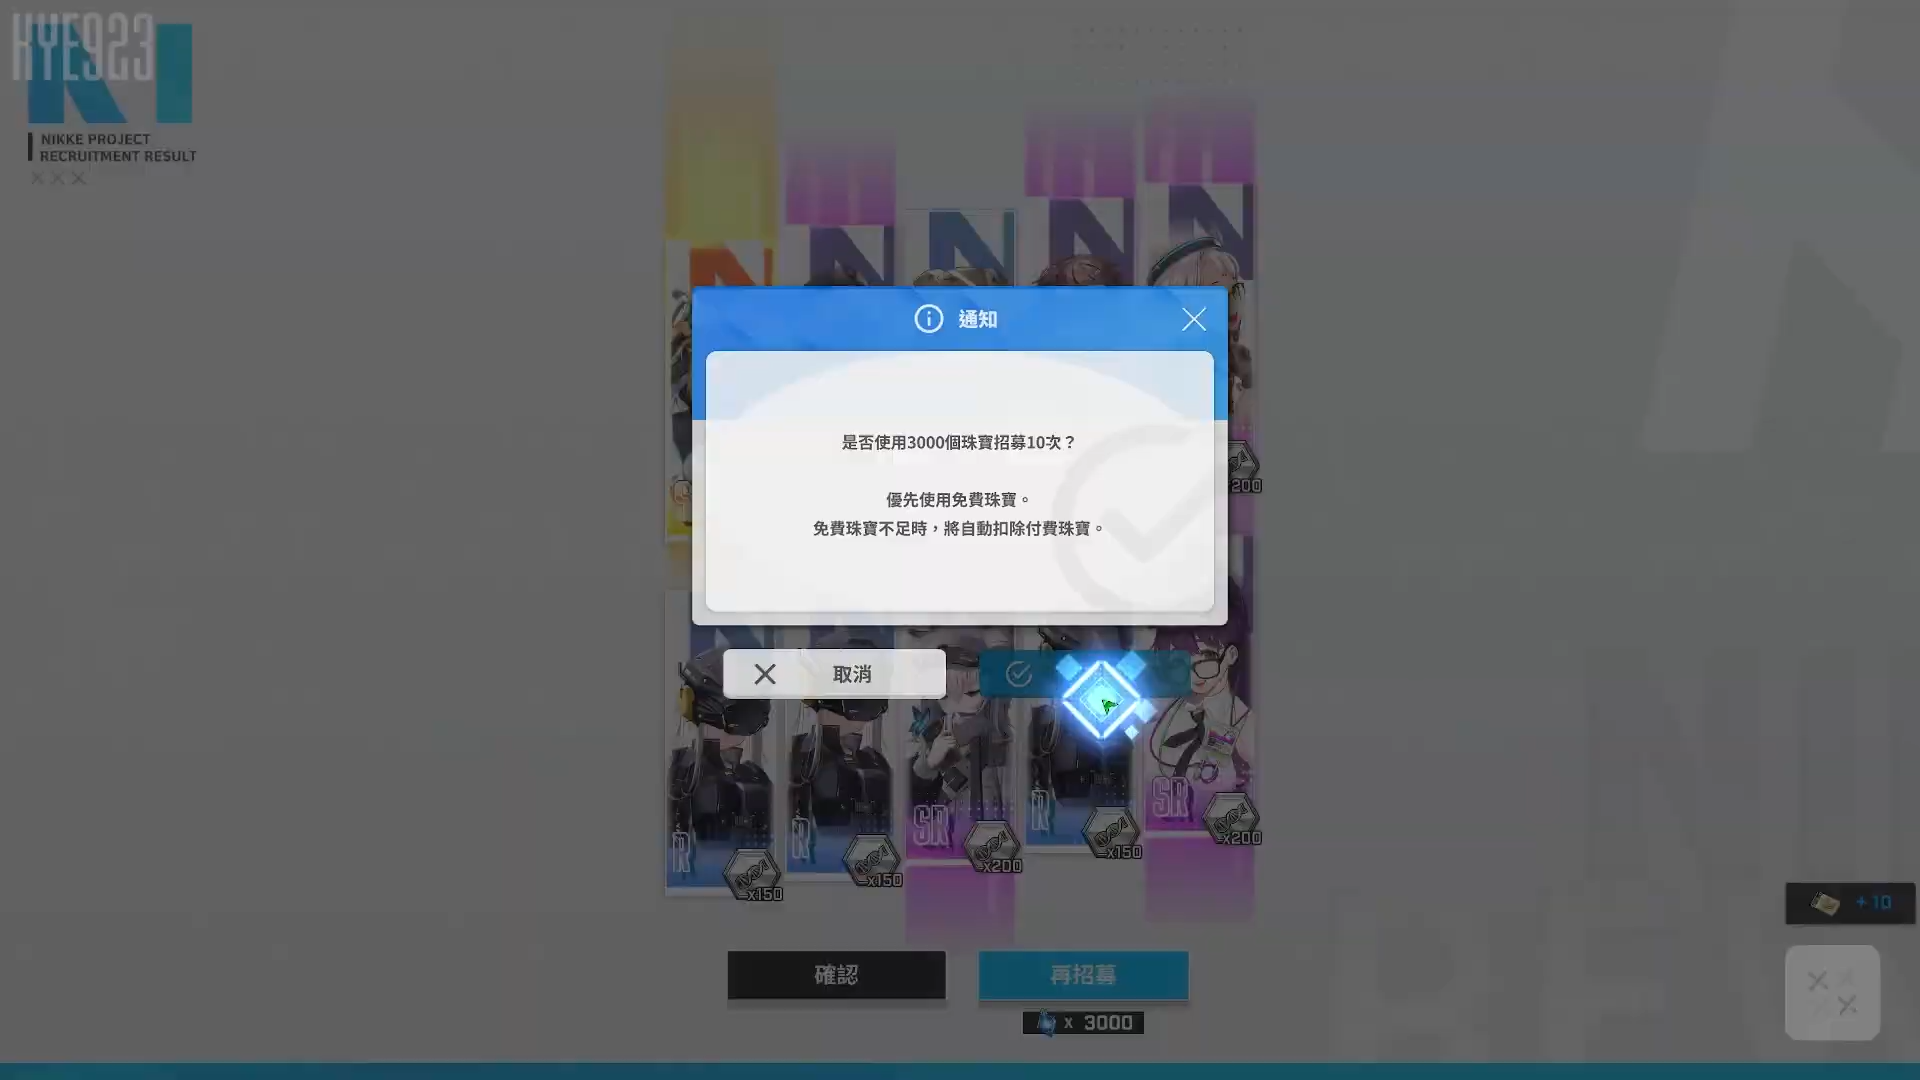 KYE923
NIKKE PROJECT
RECRUITMENT RESULT
通知
是否使用3000個珠寶招募10次？
優先使用免費珠寶。
免費珠寶不足時，將自動扣除付費珠寶。
x200
取消
R
R
SR
R
SR
x150
x150
x200
x150
x200
+10
確認
再招募
x 3000